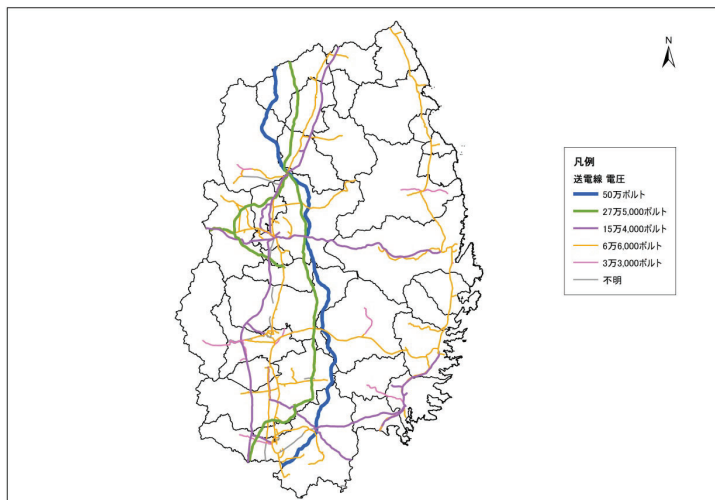 N
凡例
送電線 電圧
50万ボルト
27万5,000ボルト
15万4,000ボルト
6万6,000ボルト
3万3,000ボルト
不明